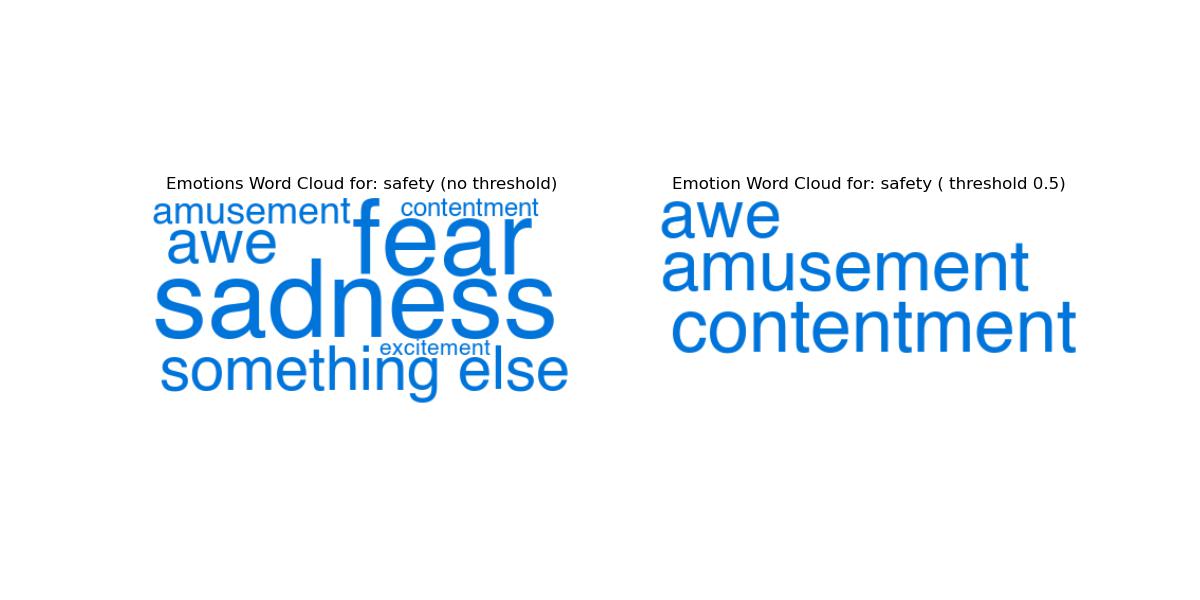 Emotions Word Cloud for: safety (no threshold)
amusement
contentment
awe
fear
sadness
excitement
something else
Emotion Word Cloud for: safety ( threshold 0.5)
awe
amusement
contentment